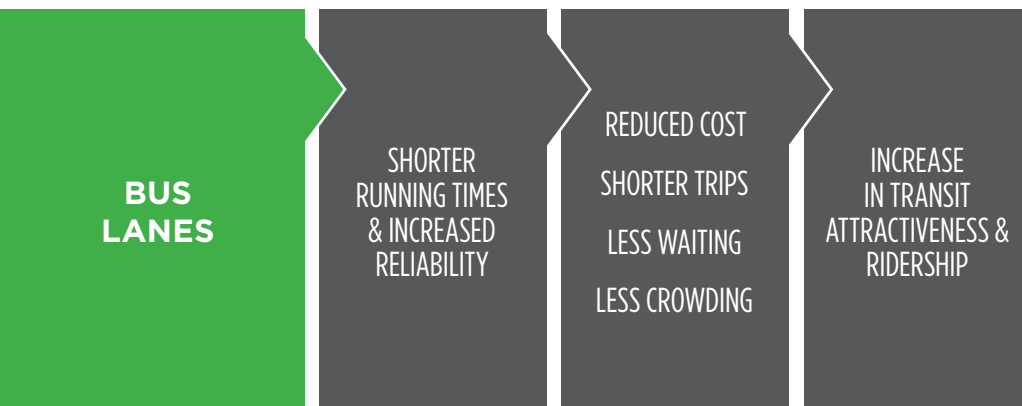 BUS
LANES
SHORTER
RUNNING TIMES
& INCREASED
RELIABILITY
REDUCED COST
SHORTER TRIPS
LESS WAITING
LESS CROWDING
INCREASE
IN TRANSIT
ATTRACTIVENESS &
RIDERSHIP